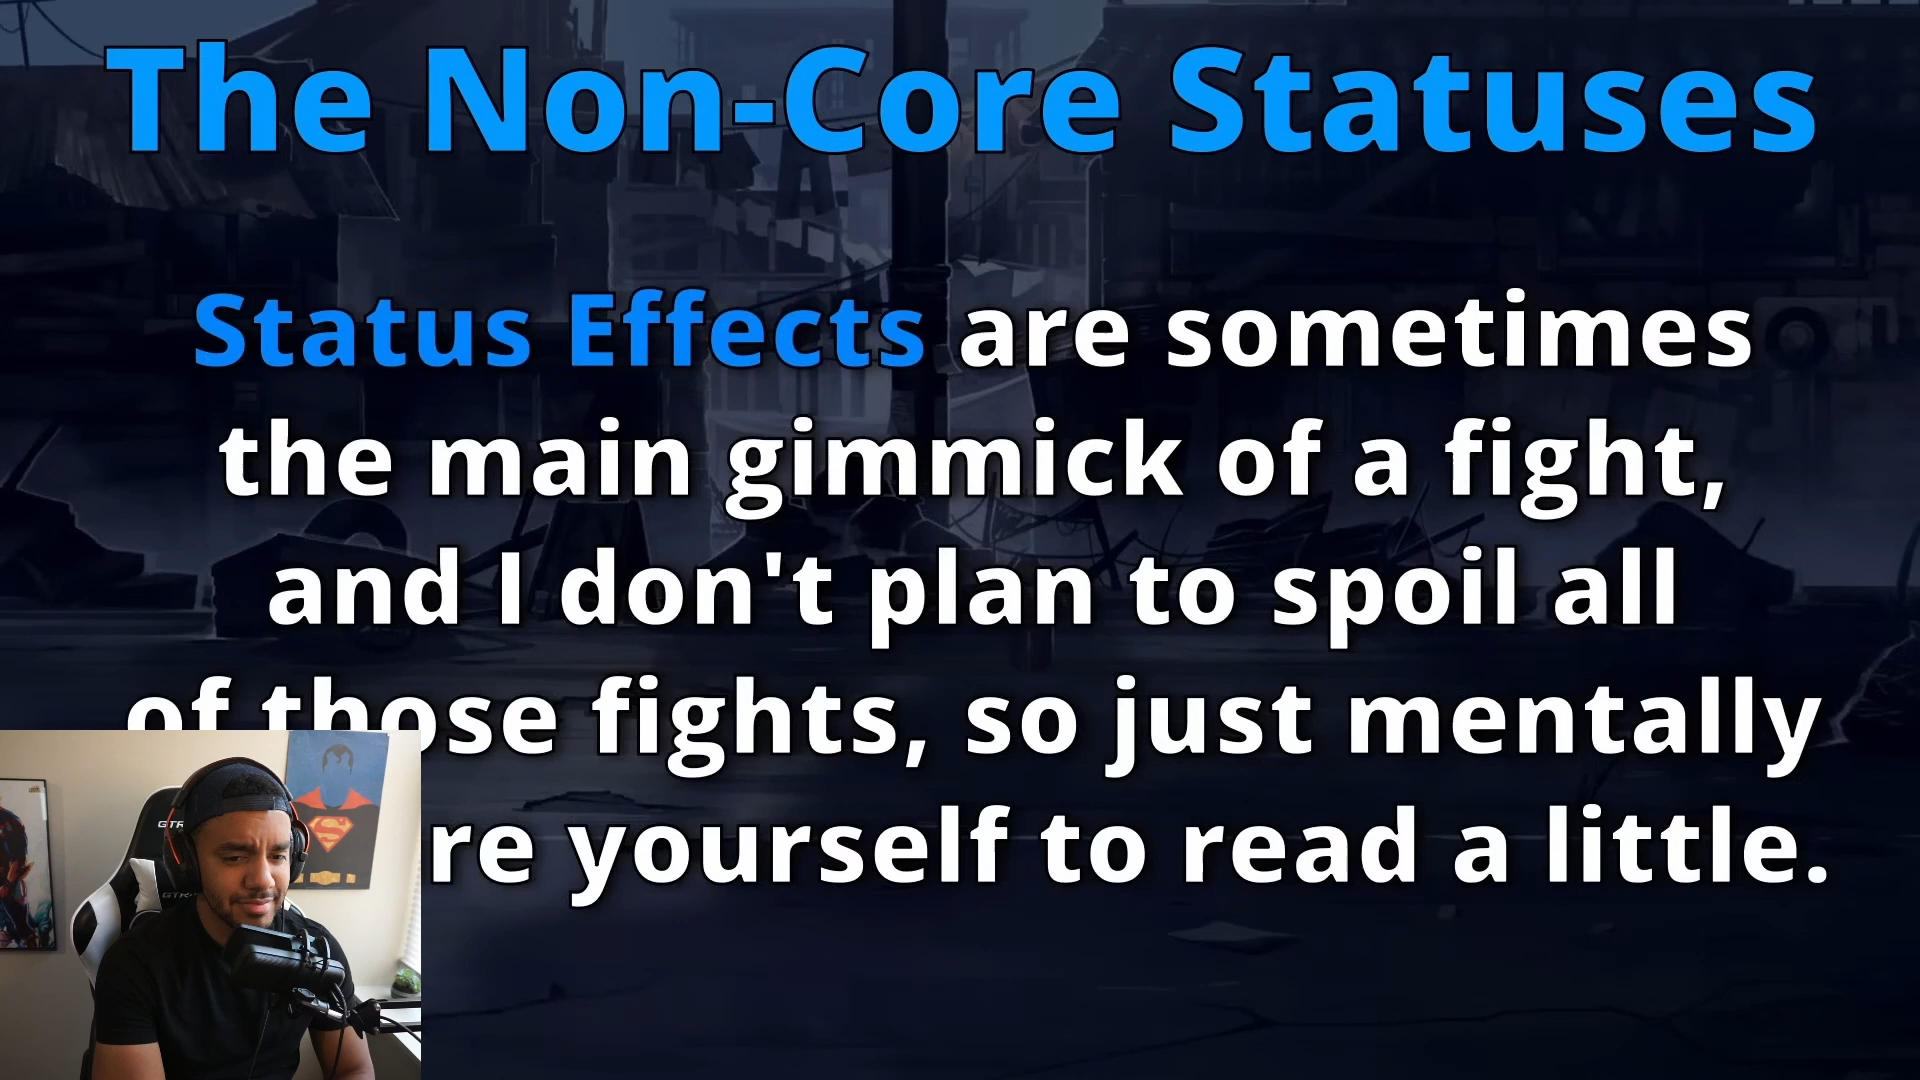 The Non-Core Statuses
Status Effects are sometimes
the main gimmick of a fight,
and I don't plan to spoil all
of those fights, so just mentally
re yourself to read a little.
GTR